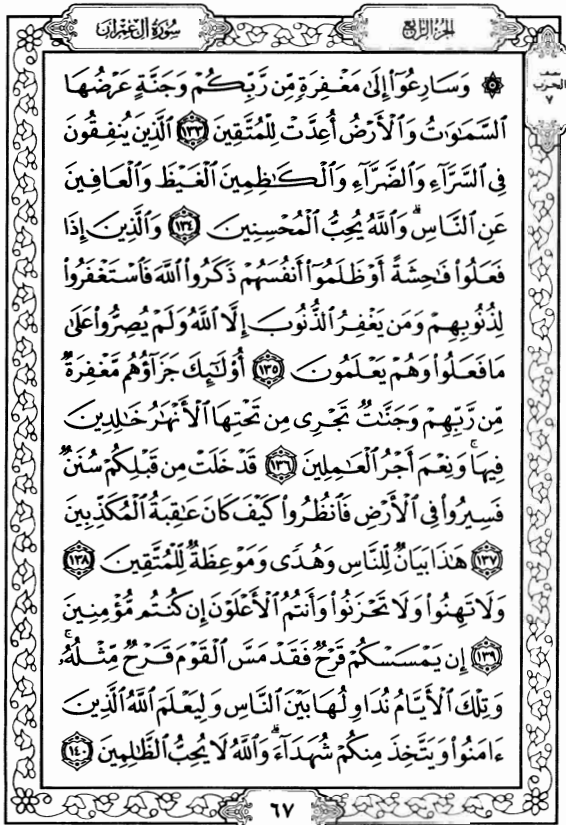 سُورَةُ آلِ عِمْرَانَ
الجزء الرابع
نصف
الحزب
٧
۞ وَسَارِعُوٓا۟ إِلَىٰ مَغْفِرَةٍ مِّن رَّبِّكُمْ وَجَنَّةٍ عَرْضُهَا
ٱلسَّمَـٰوَٰتُ وَٱلْأَرْضُ أُعِدَّتْ لِلْمُتَّقِينَ ١٣٣ ٱلَّذِينَ يُنفِقُونَ
فِى ٱلسَّرَّآءِ وَٱلضَّرَّآءِ وَٱلْكَـٰظِمِينَ ٱلْغَيْظَ وَٱلْعَافِينَ
عَنِ ٱلنَّاسِ ۗ وَٱللَّهُ يُحِبُّ ٱلْمُحْسِنِينَ ١٣٤ وَٱلَّذِينَ إِذَا
فَعَلُوا۟ فَـٰحِشَةً أَوْ ظَلَمُوٓا۟ أَنفُسَهُمْ ذَكَرُوا۟ ٱللَّهَ فَٱسْتَغْفَرُوا۟
لِذُنُوبِهِمْ وَمَن يَغْفِرُ ٱلذُّنُوبَ إِلَّا ٱللَّهُ وَلَمْ يُصِرُّوا۟ عَلَىٰ
مَا فَعَلُوا۟ وَهُمْ يَعْلَمُونَ ١٣٥ أُو۟لَـٰٓئِكَ جَزَآؤُهُم مَّغْفِرَةٌ
مِّن رَّبِّهِمْ وَجَنَّـٰتٌ تَجْرِى مِن تَحْتِهَا ٱلْأَنْهَـٰرُ خَـٰلِدِينَ
فِيهَا ۚ وَنِعْمَ أَجْرُ ٱلْعَـٰمِلِينَ ١٣٦ قَدْ خَلَتْ مِن قَبْلِكُمْ سُنَنٌ
فَسِيرُوا۟ فِى ٱلْأَرْضِ فَٱنظُرُوا۟ كَيْفَ كَانَ عَـٰقِبَةُ ٱلْمُكَذِّبِينَ
١٣٧ هَـٰذَا بَيَانٌ لِّلنَّاسِ وَهُدًى وَمَوْعِظَةٌ لِّلْمُتَّقِينَ ١٣٨
وَلَا تَهِنُوا۟ وَلَا تَحْزَنُوا۟ وَأَنتُمُ ٱلْأَعْلَوْنَ إِن كُنتُم مُّؤْمِنِينَ
١٣٩ إِن يَمْسَسْكُمْ قَرْحٌ فَقَدْ مَسَّ ٱلْقَوْمَ قَرْحٌ مِّثْلُهُۥ ۚ
وَتِلْكَ ٱلْأَيَّامُ نُدَاوِلُهَا بَيْنَ ٱلنَّاسِ وَلِيَعْلَمَ ٱللَّهُ ٱلَّذِينَ
ءَامَنُوا۟ وَيَتَّخِذَ مِنكُمْ شُهَدَآءَ ۗ وَٱللَّهُ لَا يُحِبُّ ٱلظَّـٰلِمِينَ ١٤٠
٦٧